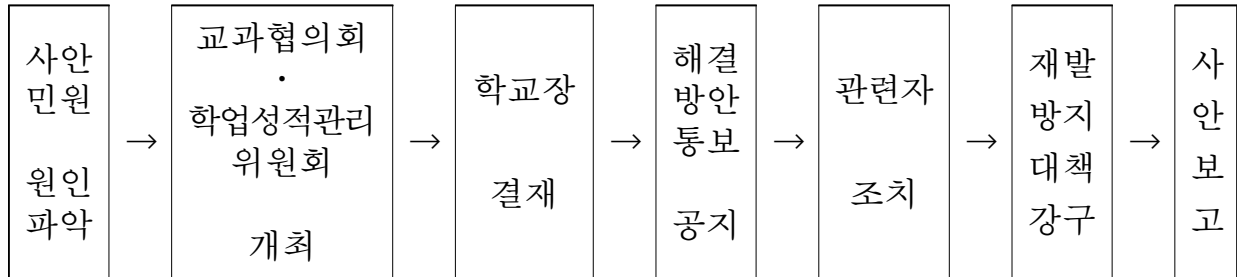 사안
민원
원인
파악
→
교과협의회
·
학업성적관리
위원회
개최
→
학교장
결재
→
해결
방안
통보
공지
→
관련자
조치
→
재발
방지
대책
강구
→
사
안
보
고